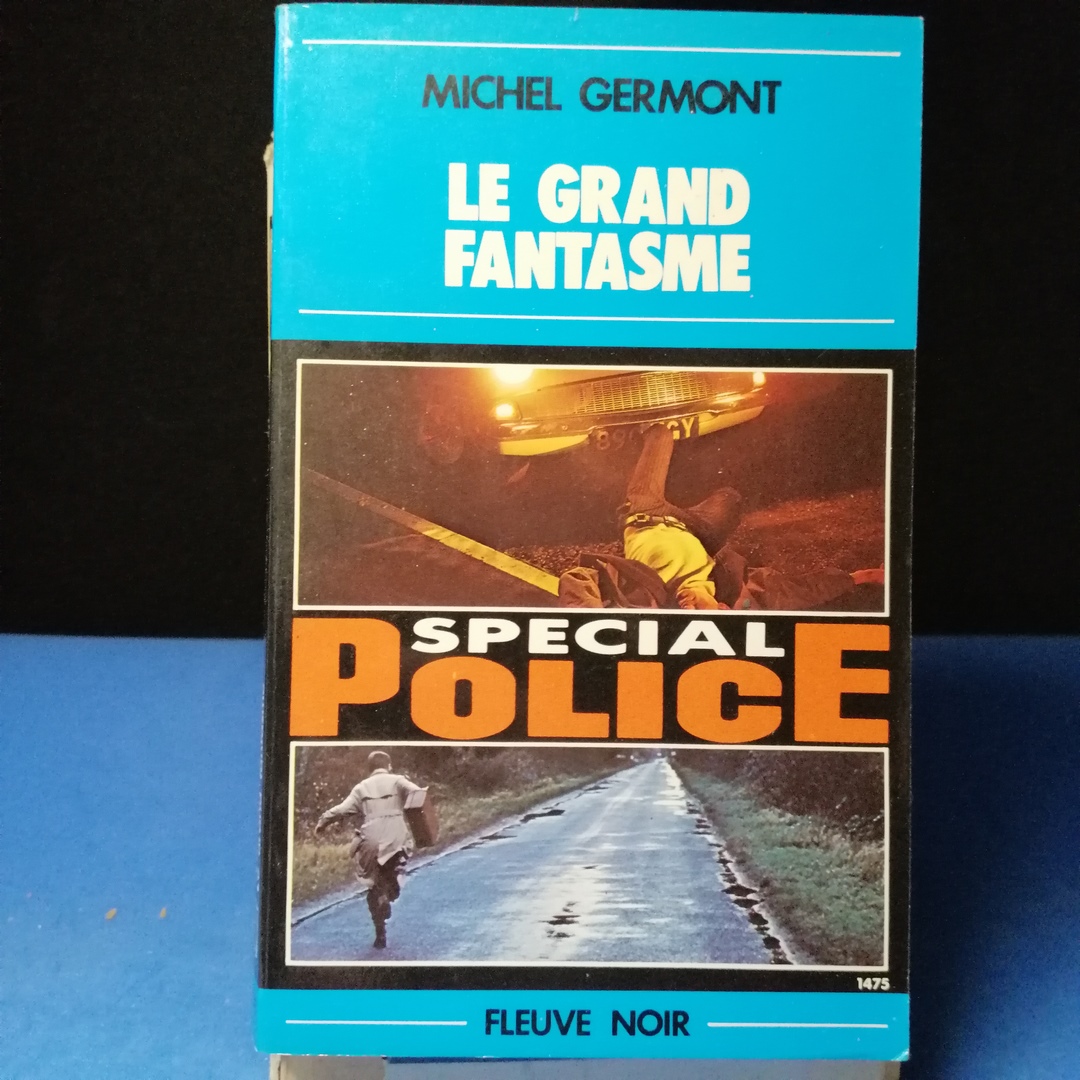 MICHEL GERMONT
LE GRAND
FANTASME
SPECIAL
POLICE
1475
FLEUVE NOIR